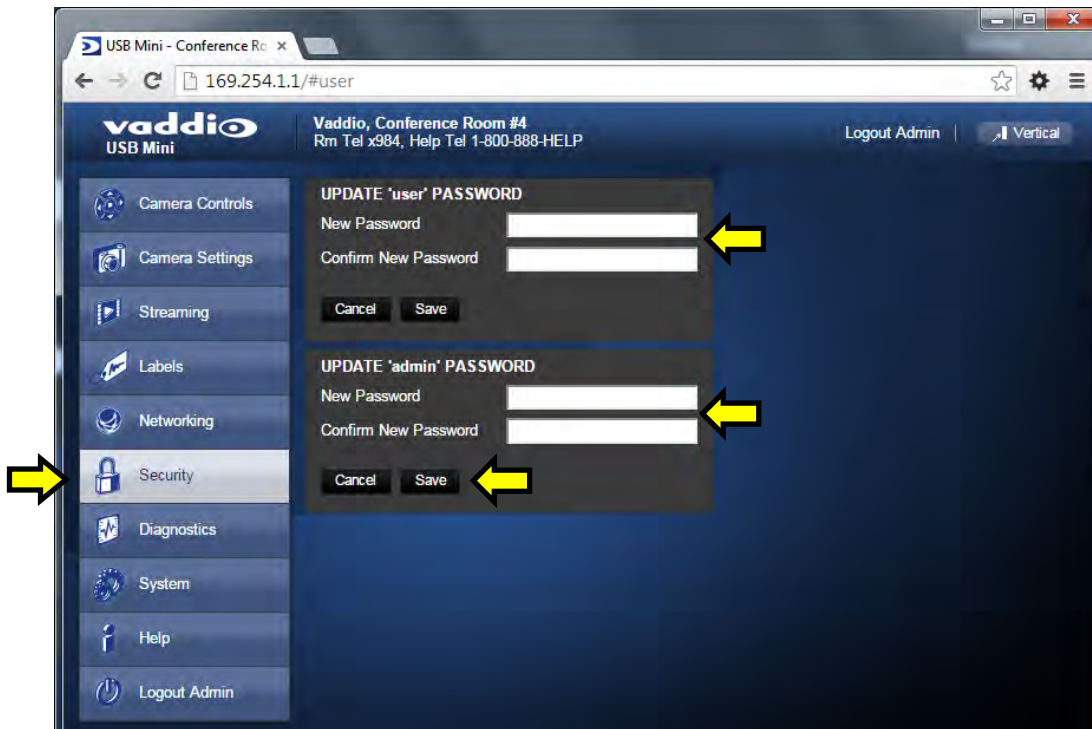 USB Mini - Conference Ro
169.254.1.1/#user
vaddio
USB Mini
Vaddio, Conference Room #4
Rm Tel x984, Help Tel 1-800-888-HELP
Logout Admin
Vertical
Camera Controls
Camera Settings
Streaming
Labels
Networking
Security
Diagnostics
System
Help
Logout Admin
UPDATE 'user' PASSWORD
New Password
Confirm New Password
Cancel Save
UPDATE 'admin' PASSWORD
New Password
Confirm New Password
Cancel Save